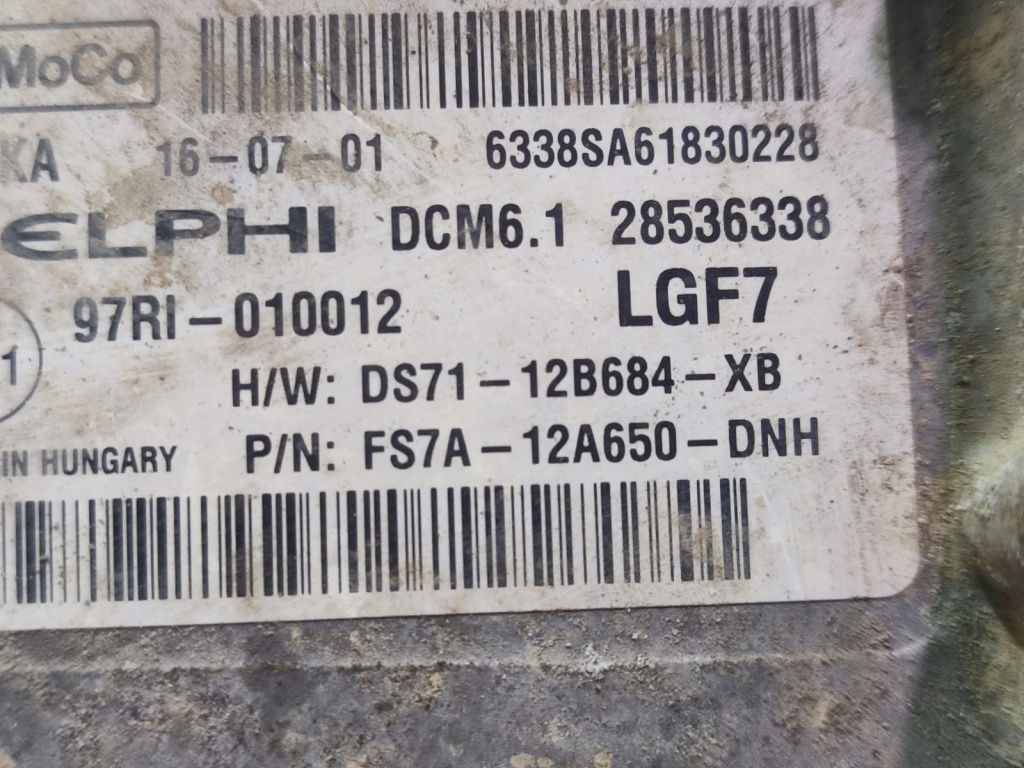 MoCo
KA 16-07-01 6338SA61830228
ELPHI DCM6.1 28536338
97RI-010012 LGF7
1
H/W: DS71-12B684-XB
IN HUNGARY P/N: FS7A-12A650-DNH